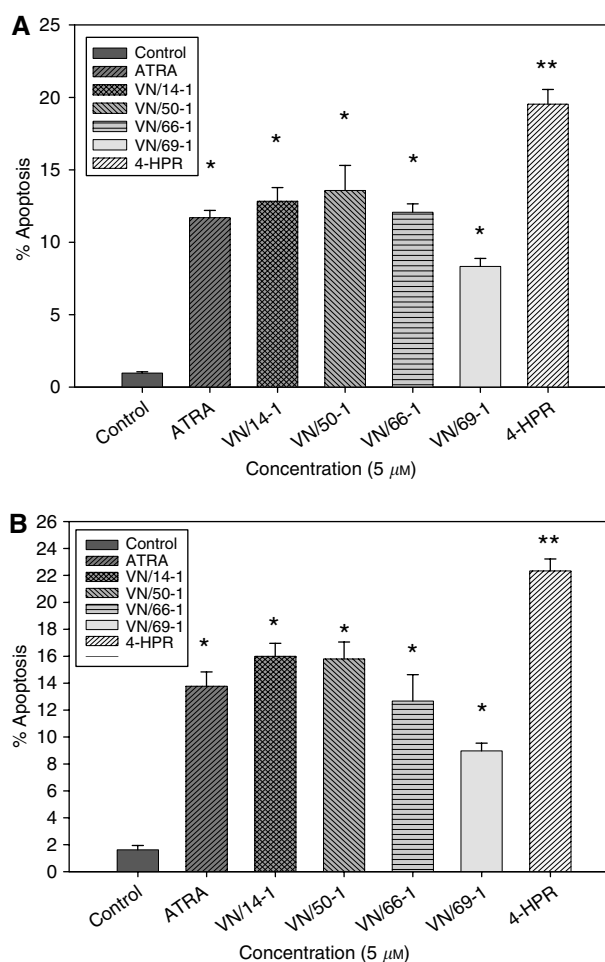 A
25
20
15
10
5
0
% Apoptosis
Control
ATRA
VN/14-1
VN/50-1
VN/66-1
VN/69-1
4-HPR
*
*
*
*
*
**
Control
ATRA
VN/14-1
VN/50-1
VN/66-1
VN/69-1
4-HPR
Concentration (5 μM)
B
26
24
22
20
18
16
14
12
10
8
6
4
2
0
% Apoptosis
Control
ATRA
VN/14-1
VN/50-1
VN/66-1
VN/69-1
4-HPR
*
*
*
*
*
**
Control
ATRA
VN/14-1
VN/50-1
VN/66-1
VN/69-1
4-HPR
Concentration (5 μM)